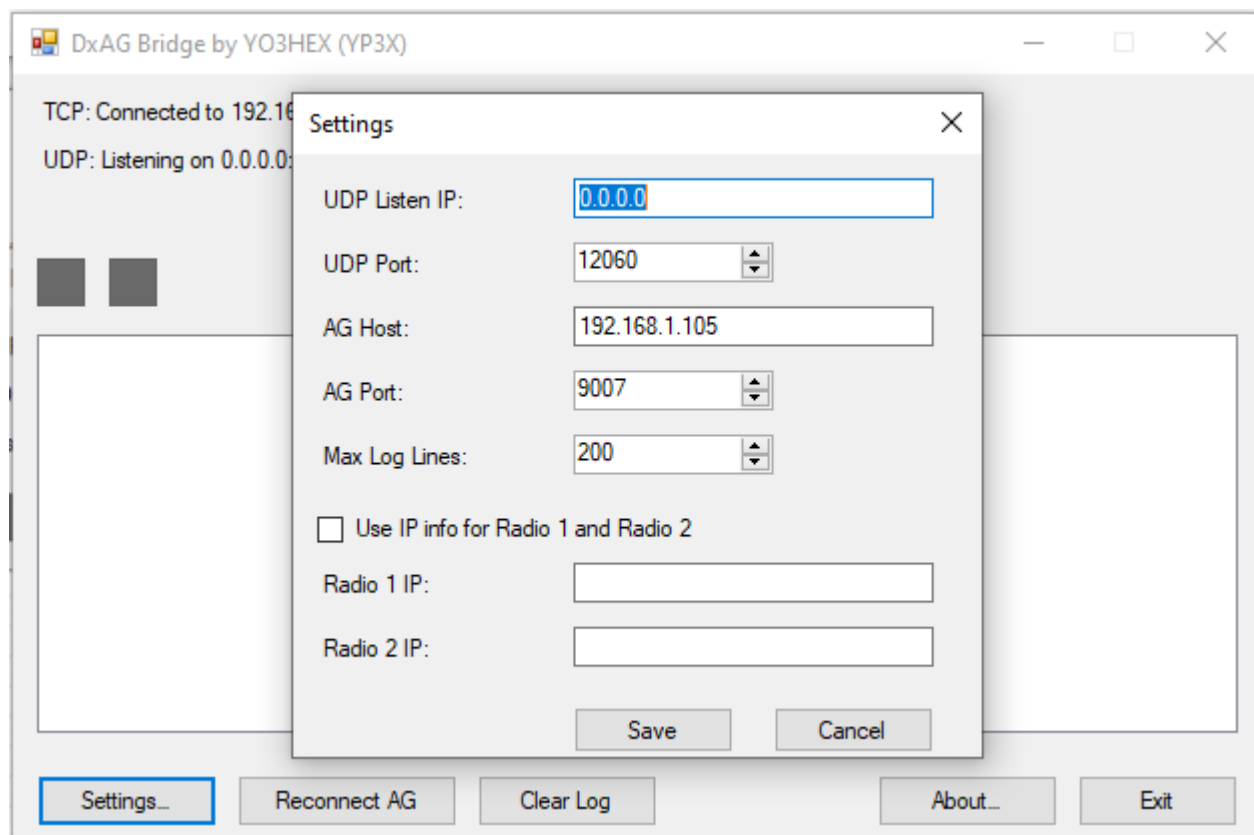 DxAG Bridge by YO3HEX (YP3X)
TCP: Connected to 192.16
UDP: Listening on 0.0.0.0:
Settings
UDP Listen IP: 0.0.0.0
UDP Port: 12060
AG Host: 192.168.1.105
AG Port: 9007
Max Log Lines: 200
Use IP info for Radio 1 and Radio 2
Radio 1 IP:
Radio 2 IP:
Save Cancel
Settings... Reconnect AG Clear Log About... Exit